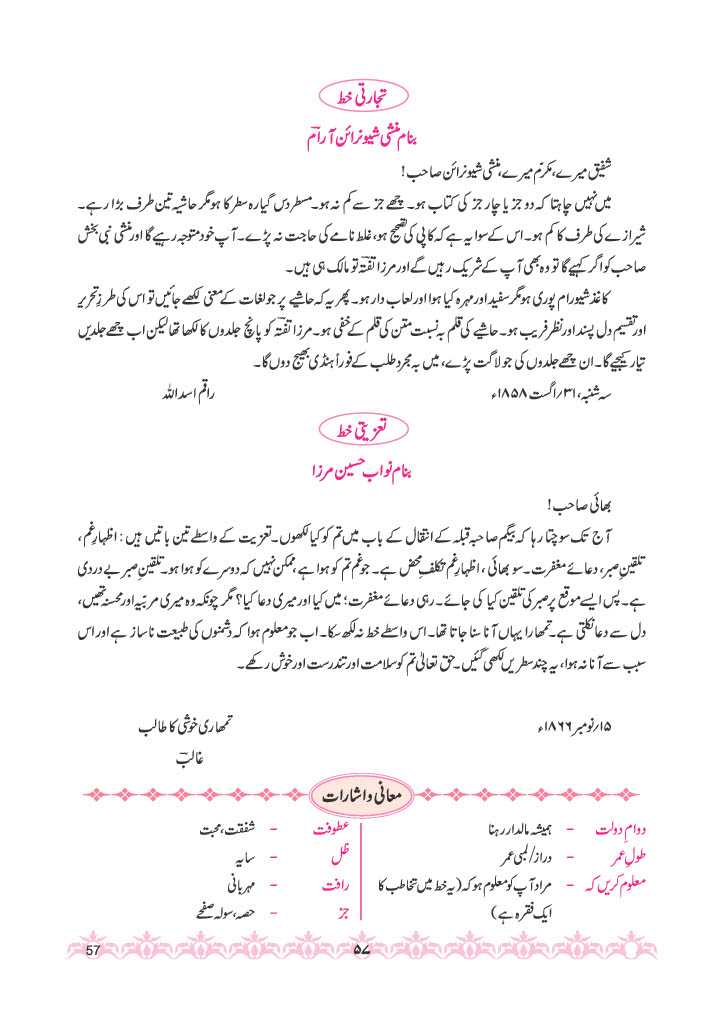 تجارتی خط
بنام منشی شیو نرائن آرامؔ
شفیق میرے، مکرّم میرے، منشی شیو نرائن صاحب!
میں نہیں چاہتا کہ دو جز یا چار جز کی کتاب ہو۔ چھے جز سے کم نہ ہو۔ مسطر دس گیارہ سطر کا ہو مگر حاشیہ تین طرف بڑا رہے۔
شیرازے کی طرف کا کم ہو۔ اس کے سوا یہ ہے کہ کاپی کی تصحیح ہو، غلط نامے کی حاجت نہ پڑے۔ آپ خود متوجہ رہیے گا اور منشی نبی بخش
صاحب کو اگر کہیے گا تو وہ بھی آپ کے شریک رہیں گے اور مرزا تفتہؔ تو مالک ہی ہیں۔
کاغذ شیورام پوری ہو مگر سفید اور مہرہ کیا ہوا اور لعاب دار ہو۔ پھر یہ کہ حاشیے پر جو لغات کے معنی لکھے جائیں تو اس کی طرزِ تحریر
اور تقسیم دل پسند اور نظر فریب ہو۔ حاشیے کی قلم بہ نسبت متن کی قلم کے خفی ہو۔ مرزا تفتہؔ کو پانچ جلدوں کا لکھا تھا لیکن اب چھے جلدیں
تیار کیجیے گا۔ ان چھے جلدوں کی جو لاگت پڑے، میں بہ مجرد طلب کے فوراً ہنڈی بھیج دوں گا۔
سہ شنبہ، ۳۱/ اگست ۱۸۵۸ء راقم اسد اللہ
تعزیتی خط
بنام نواب حسین مرزا
بھائی صاحب!
آج تک سوچتا رہا کہ بیگم صاحبہ قبلہ کے انتقال کے باب میں تم کو کیا لکھوں۔ تعزیت کے واسطے تین باتیں ہیں: اظہارِ غم،
تلقینِ صبر، دعائے مغفرت۔ سو بھائی، اظہارِ غم تکلفِ محض ہے۔ جو غم تم کو ہوا ہے، ممکن نہیں کہ دوسرے کو ہوا ہو۔ تلقینِ صبر بے دردی
ہے۔ پس ایسے موقع پر صبر کی تلقین کیا کی جائے۔ رہی دعائے مغفرت؛ میں کیا اور میری دعا کیا؟ مگر چونکہ وہ میری مربّیہ اور محسنہ تھیں،
دل سے دعا نکلتی ہے۔ تمھارا یہاں آنا سنا جاتا تھا۔ اس واسطے خط نہ لکھ سکا۔ اب جو معلوم ہوا کہ دشمنوں کی طبیعت ناساز ہے اور اس
سبب سے آنا نہ ہوا، یہ چند سطریں لکھی گئیں۔ حق تعالیٰ تم کو سلامت اور تندرست اور خوش رکھے۔
۱۵/ نومبر ۱۸۶۶ء تمھاری خوشی کا طالب
غالبؔ
معانی و اشارات
دوامِ دولت - ہمیشہ مالدار رہنا
طولِ عمر - دراز/لمبی عمر
معلوم کریں کہ - مراد آپ کو معلوم ہو کہ (یہ خط میں تخاطب کا
ایک فقرہ ہے)
عطوفت - شفقت، محبت
ظل - سایہ
رافت - مہربانی
جز - حصہ، سولہ صفحے
57 ۵۷